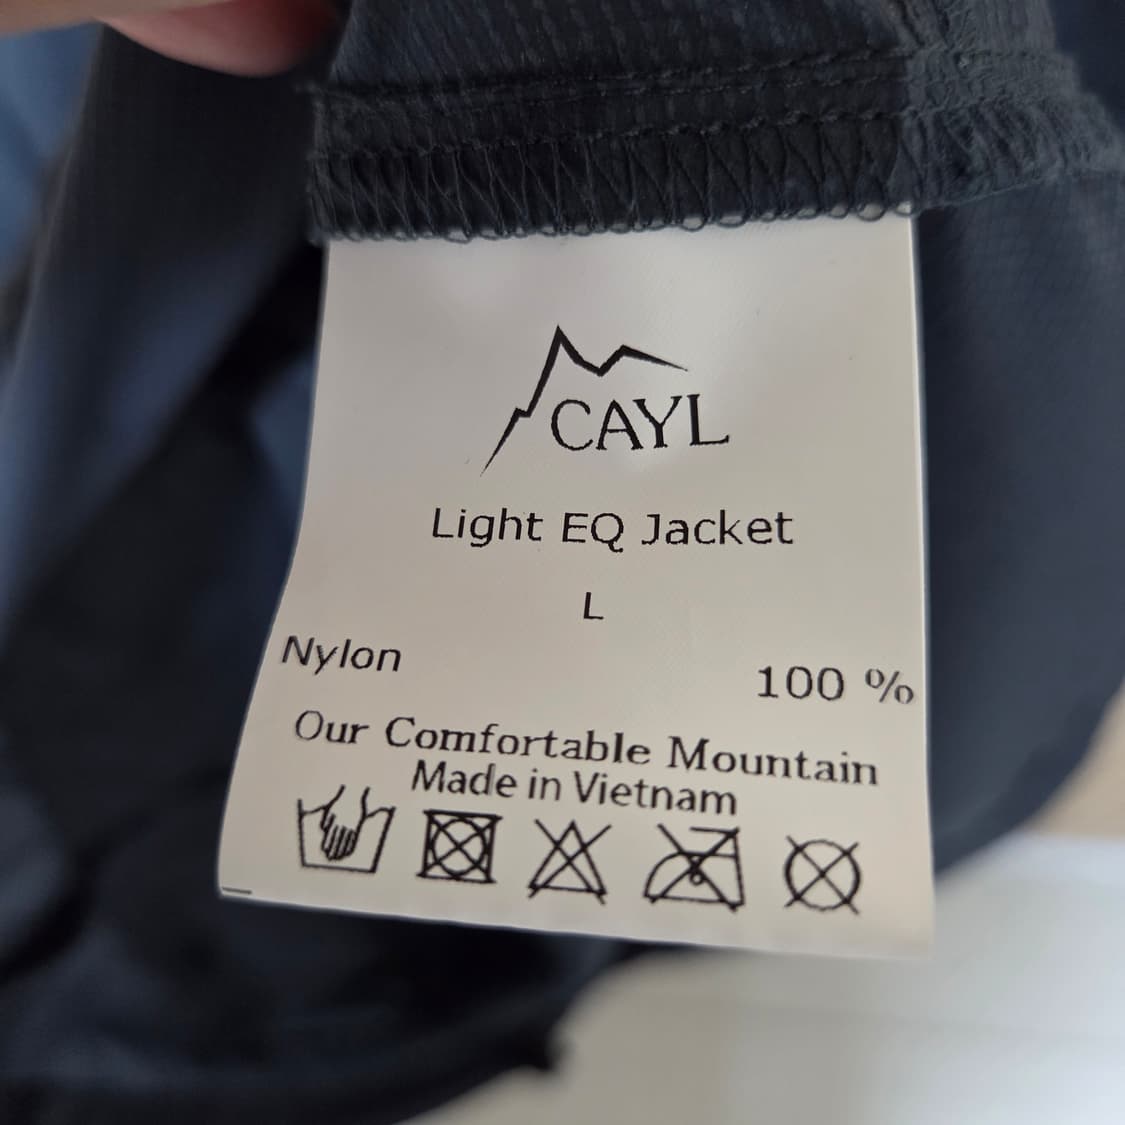 CAYL
Light EQ Jacket
L
Nylon 100 %
Our Comfortable Mountain
Made in Vietnam